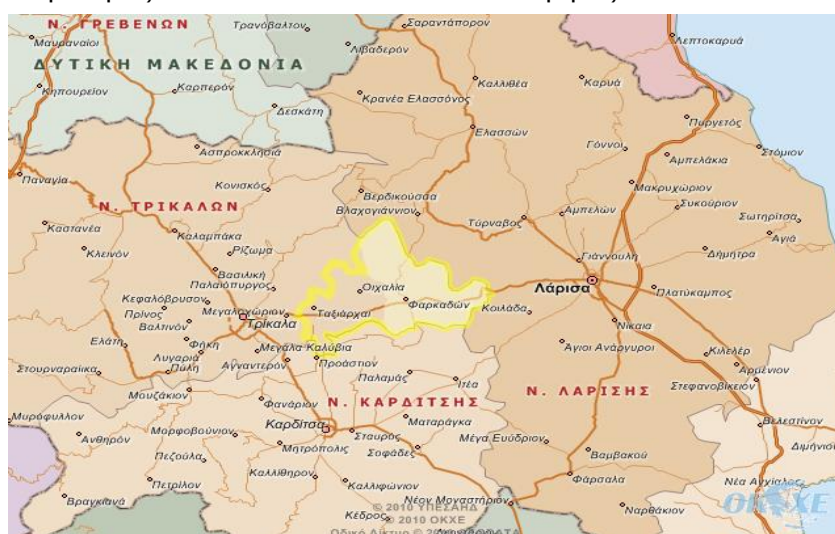 Ν. ΓΡΕΒΕΝΩΝ
Τρανόβαλτον
Σαραντάπορον
Μαυραναίοι
Λιβαδερόν
Λεπτοκαρυά
ΔΥΤΙΚΗ ΜΑΚΕΔΟΝΙΑ
Κηπουρείον
Καρπερόν
Καλλιθέα
Καρυά
Κρανέα Ελασσόνος
Δεσκάτη
Ελασσών
Πυργετός
Γόννοι
Στόμιον
Ασπροκκλησιά
Αμπελάκια
Παναγία
Κονισκός
Μακρυχώριον
Βερδικούσσα
Συκούριον
Ν. ΤΡΙΚΑΛΩΝ
Βλαχογιάννιον
Τύρναβος
Αμπελών
Σωτηρίτσα
Καστανέα
Καλαμπάκα
Αγιά
Κλεινόν
Ρίζωμα
Γιάννουλη
Δήμητρα
Βασιλική
Παλαιόπυργος
Οιχαλία
Λάρισα
Πλατύκαμπος
Κεφαλόβρυσον
Φαρκαδών
Πρίνος
Μεγαλοχώριον
Ταξιάρχαι
Κοιλάδα
Βαλτινόν
Τρίκαλα
Νίκαια
Ελάτη
Φήκη
Άγιοι Ανάργυροι
Λυγαριά
Μεγάλα Καλύβια
Κιλελέρ
Πύλη
Αγναντερόν
Προάστιον
Στουρναραίικα
Παλαμάς
Ιτέα
Αρμένιον
Στεφανοβίκειον
Μουζάκιον
Ν. ΛΑΡΙΣΗΣ
Φανάριον
Ν. ΚΑΡΔΙΤΣΗΣ
Μυρόφυλλον
Ματαράγκα
Βελεστίνον
Ανθηρόν
Μορφοβούνιον
Καρδίτσα
Σταυρός
Μέγα Ευύδριον
Διμήνιο
Μητρόπολις
Σοφάδες
Βαμβακού
Πεζούλα
Καλλίθηρον
Φάρσαλα
Πετρίλον
Καλλιφώνιον
Νέα Αγχίαλος
Βραγκιανά
Νέον Μοναστήριον
Ναρθάκιον
Κέδρος
© 2010 ΥΠΕΣΑΗΔ
© 2010 ΟΚΧΕ
ΟΚΧΕ